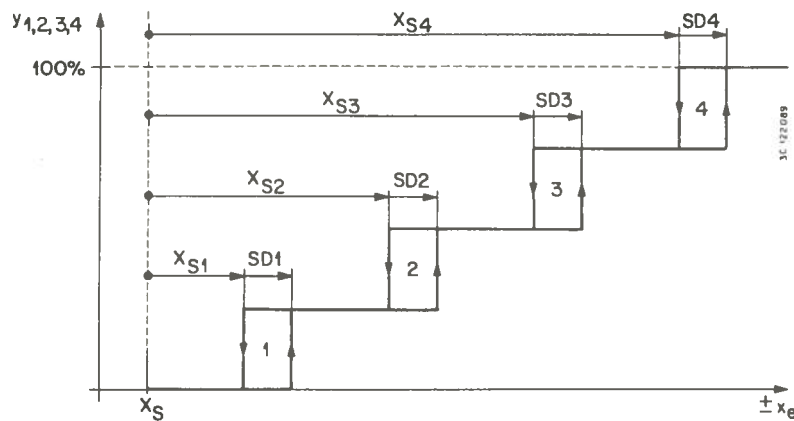 y1,2,3,4
XS4
SD4
100%
XS3
SD3
4
XS2
SD2
3
XS1
SD1
2
1
XS
± xe